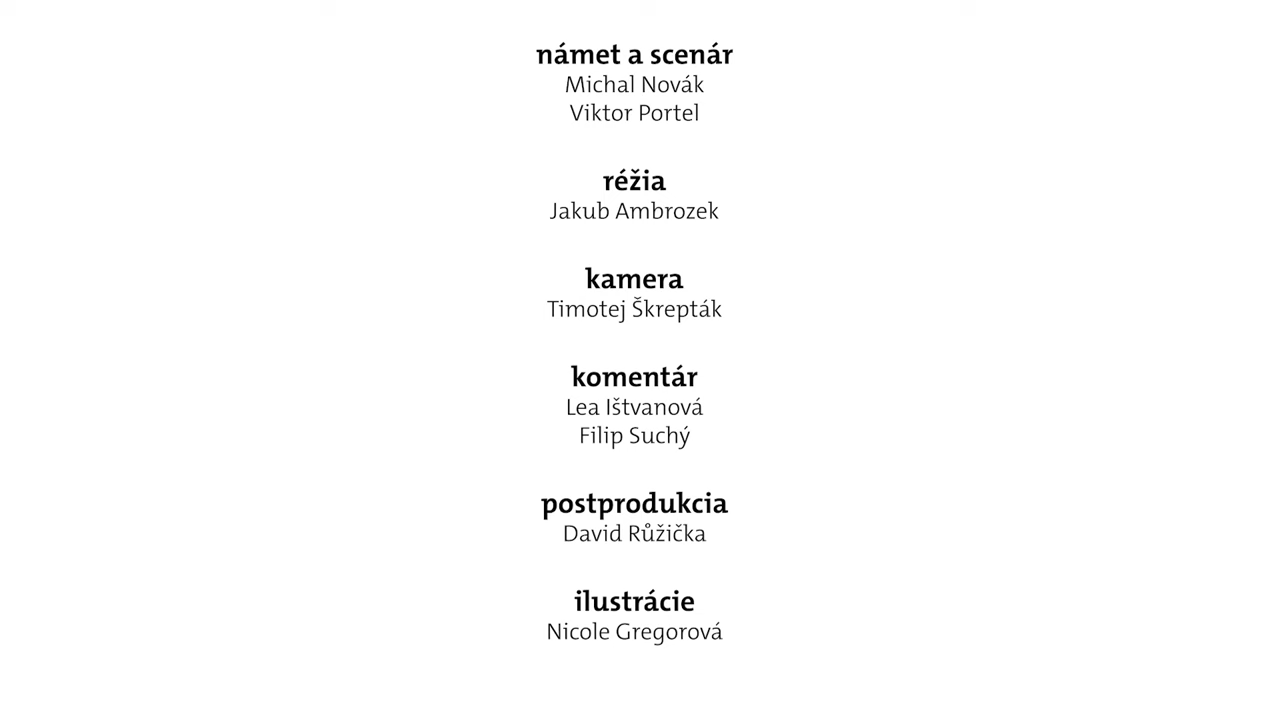 námet a scenár
Michal Novák
Viktor Portel
réžia
Jakub Ambrozek
kamera
Timotej Škrepták
komentár
Lea Ištvanová
Filip Suchý
postprodukcia
David Růžička
ilustrácie
Nicole Gregorová